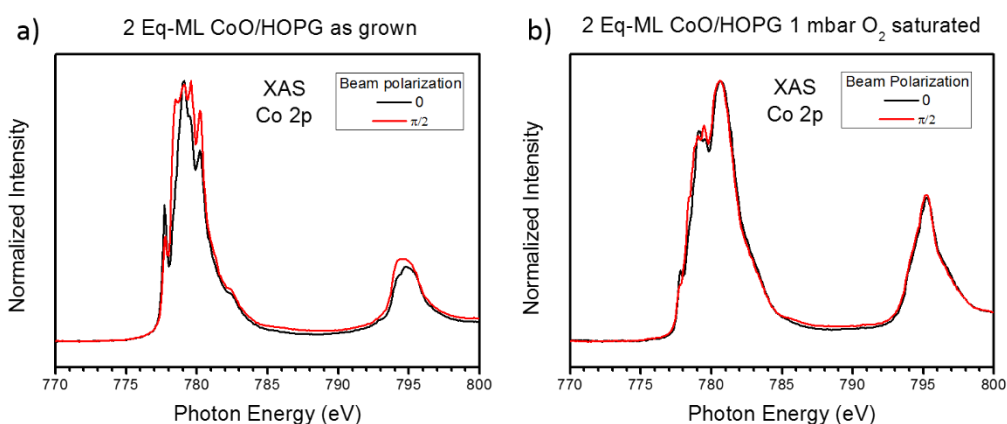 a)
2 Eq-ML CoO/HOPG as grown
XAS
Co 2p
Beam polarization
0
π/2
Normalized Intensity
770 775 780 785 790 795 800
Photon Energy (eV)
b)
2 Eq-ML CoO/HOPG 1 mbar O₂ saturated
XAS
Co 2p
Beam Polarization
0
π/2
Normalized Intensity
770 775 780 785 790 795 800
Photon Energy (eV)